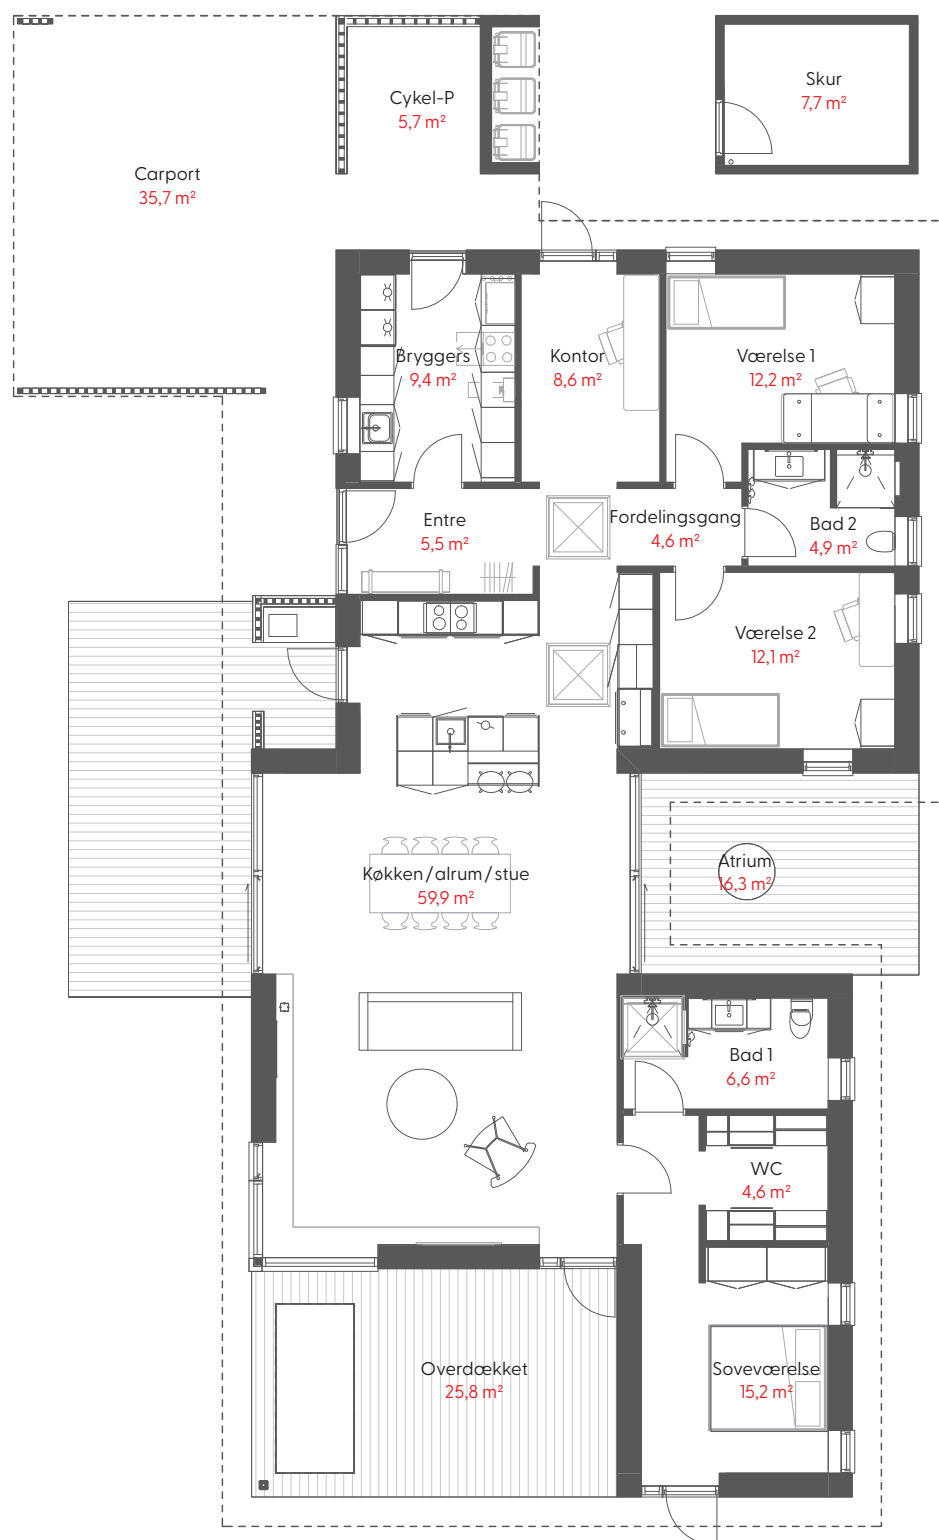 Skur
7,7 m²
Cykel-P
5,7 m²
Carport
35,7 m²
Bryggers
9,4 m²
Kontor
8,6 m²
Værelse 1
12,2 m²
Entre
5,5 m²
Fordelingsgang
4,6 m²
Bad 2
4,9 m²
Værelse 2
12,1 m²
Køkken/alrum/stue
59,9 m²
Atrium
16,3 m²
Bad 1
6,6 m²
WC
4,6 m²
Overdækket
25,8 m²
Soveværelse
15,2 m²